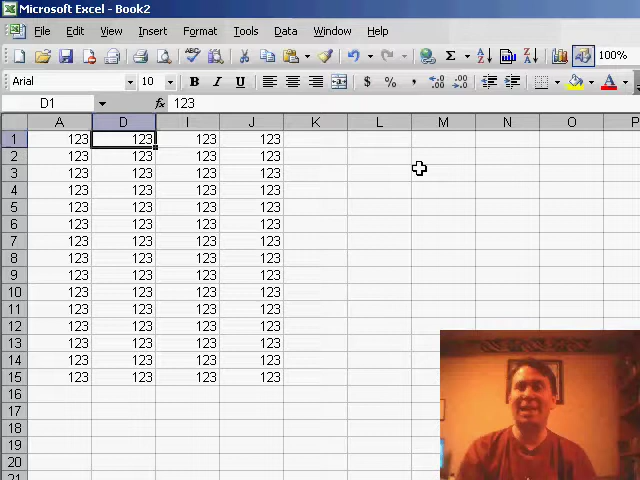 Microsoft Excel - Book2
File Edit View Insert Format Tools Data Window Help
100%
Arial 10 B I U $ % ,
D1 fx 123
A D I J K L M N O P
1 123 123 123 123
2 123 123 123 123
3 123 123 123 123
4 123 123 123 123
5 123 123 123 123
6 123 123 123 123
7 123 123 123 123
8 123 123 123 123
9 123 123 123 123
10 123 123 123 123
11 123 123 123 123
12 123 123 123 123
13 123 123 123 123
14 123 123 123 123
15 123 123 123 123
16
17
18
19
20
21